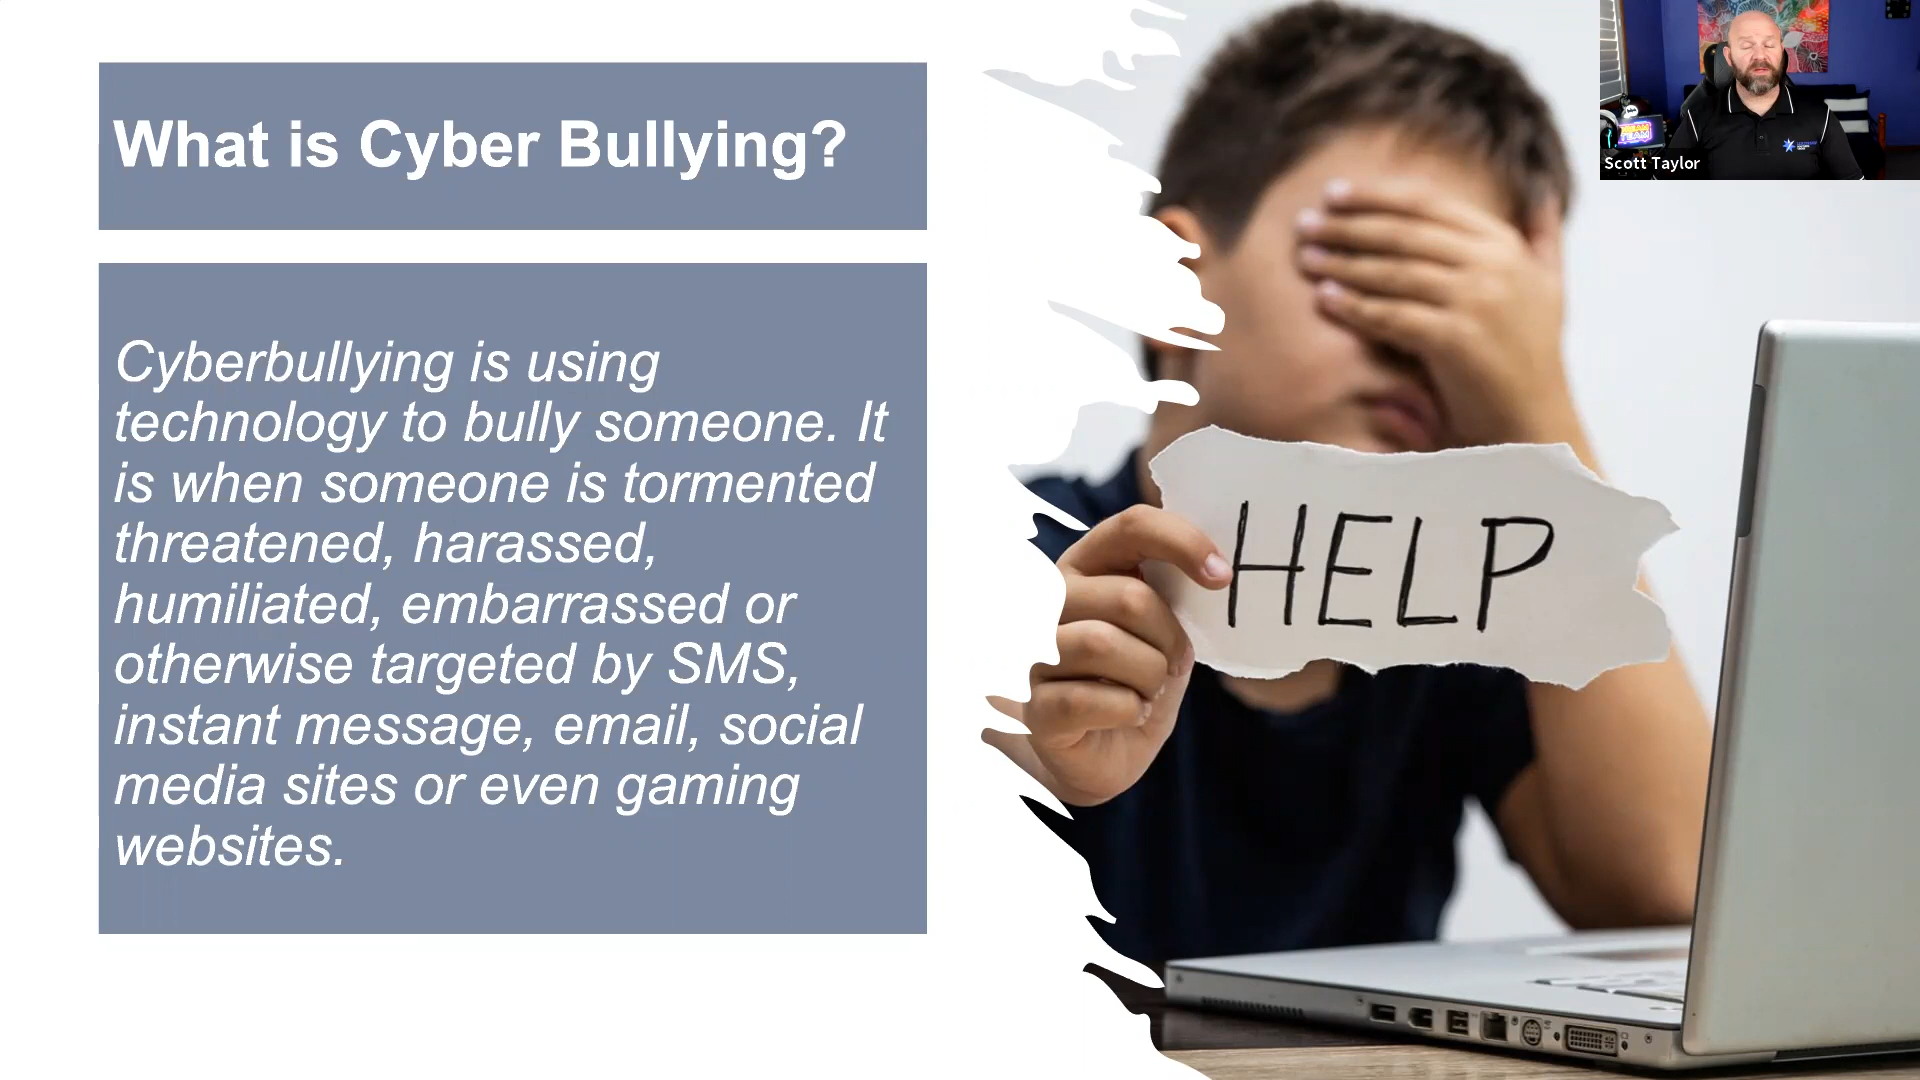 What is Cyber Bullying?
Cyberbullying is using
technology to bully someone. It
is when someone is tormented
threatened, harassed,
humiliated, embarrassed or
otherwise targeted by SMS,
instant message, email, social
media sites or even gaming
websites.
HELP
Scott Taylor